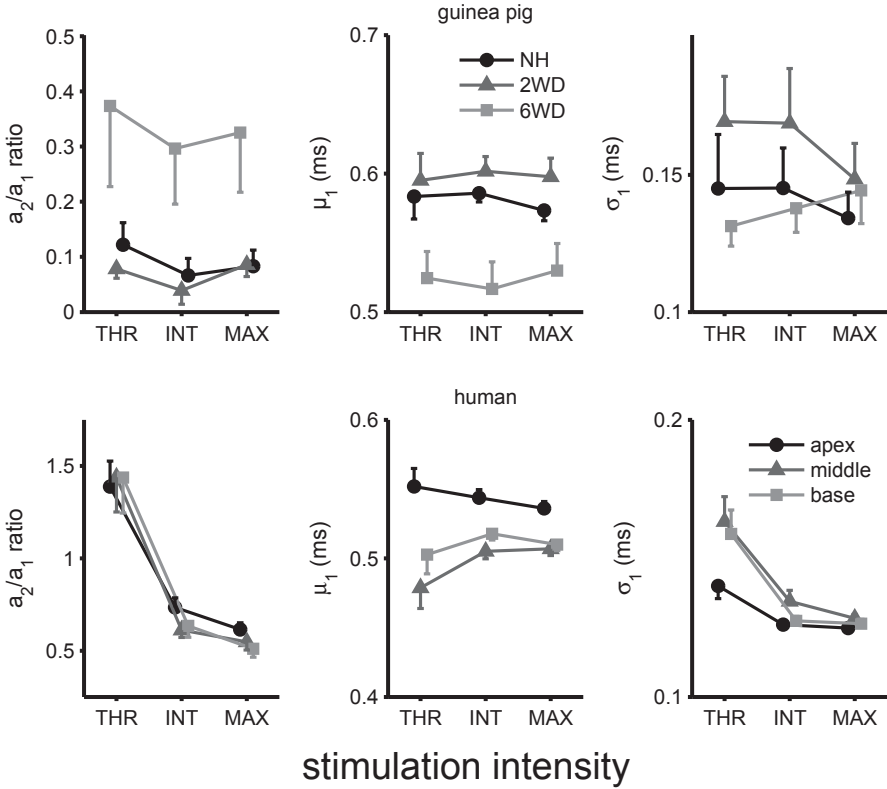 guinea pig
0.5
0.4
0.3
0.2
0.1
0
a2/a1 ratio
THR INT MAX
0.7
0.6
0.5
μ1 (ms)
NH
2WD
6WD
THR INT MAX
0.15
0.1
σ1 (ms)
THR INT MAX
human
1.5
1
0.5
a2/a1 ratio
THR INT MAX
0.6
0.5
0.4
μ1 (ms)
THR INT MAX
0.2
0.1
σ1 (ms)
apex
middle
base
THR INT MAX
stimulation intensity